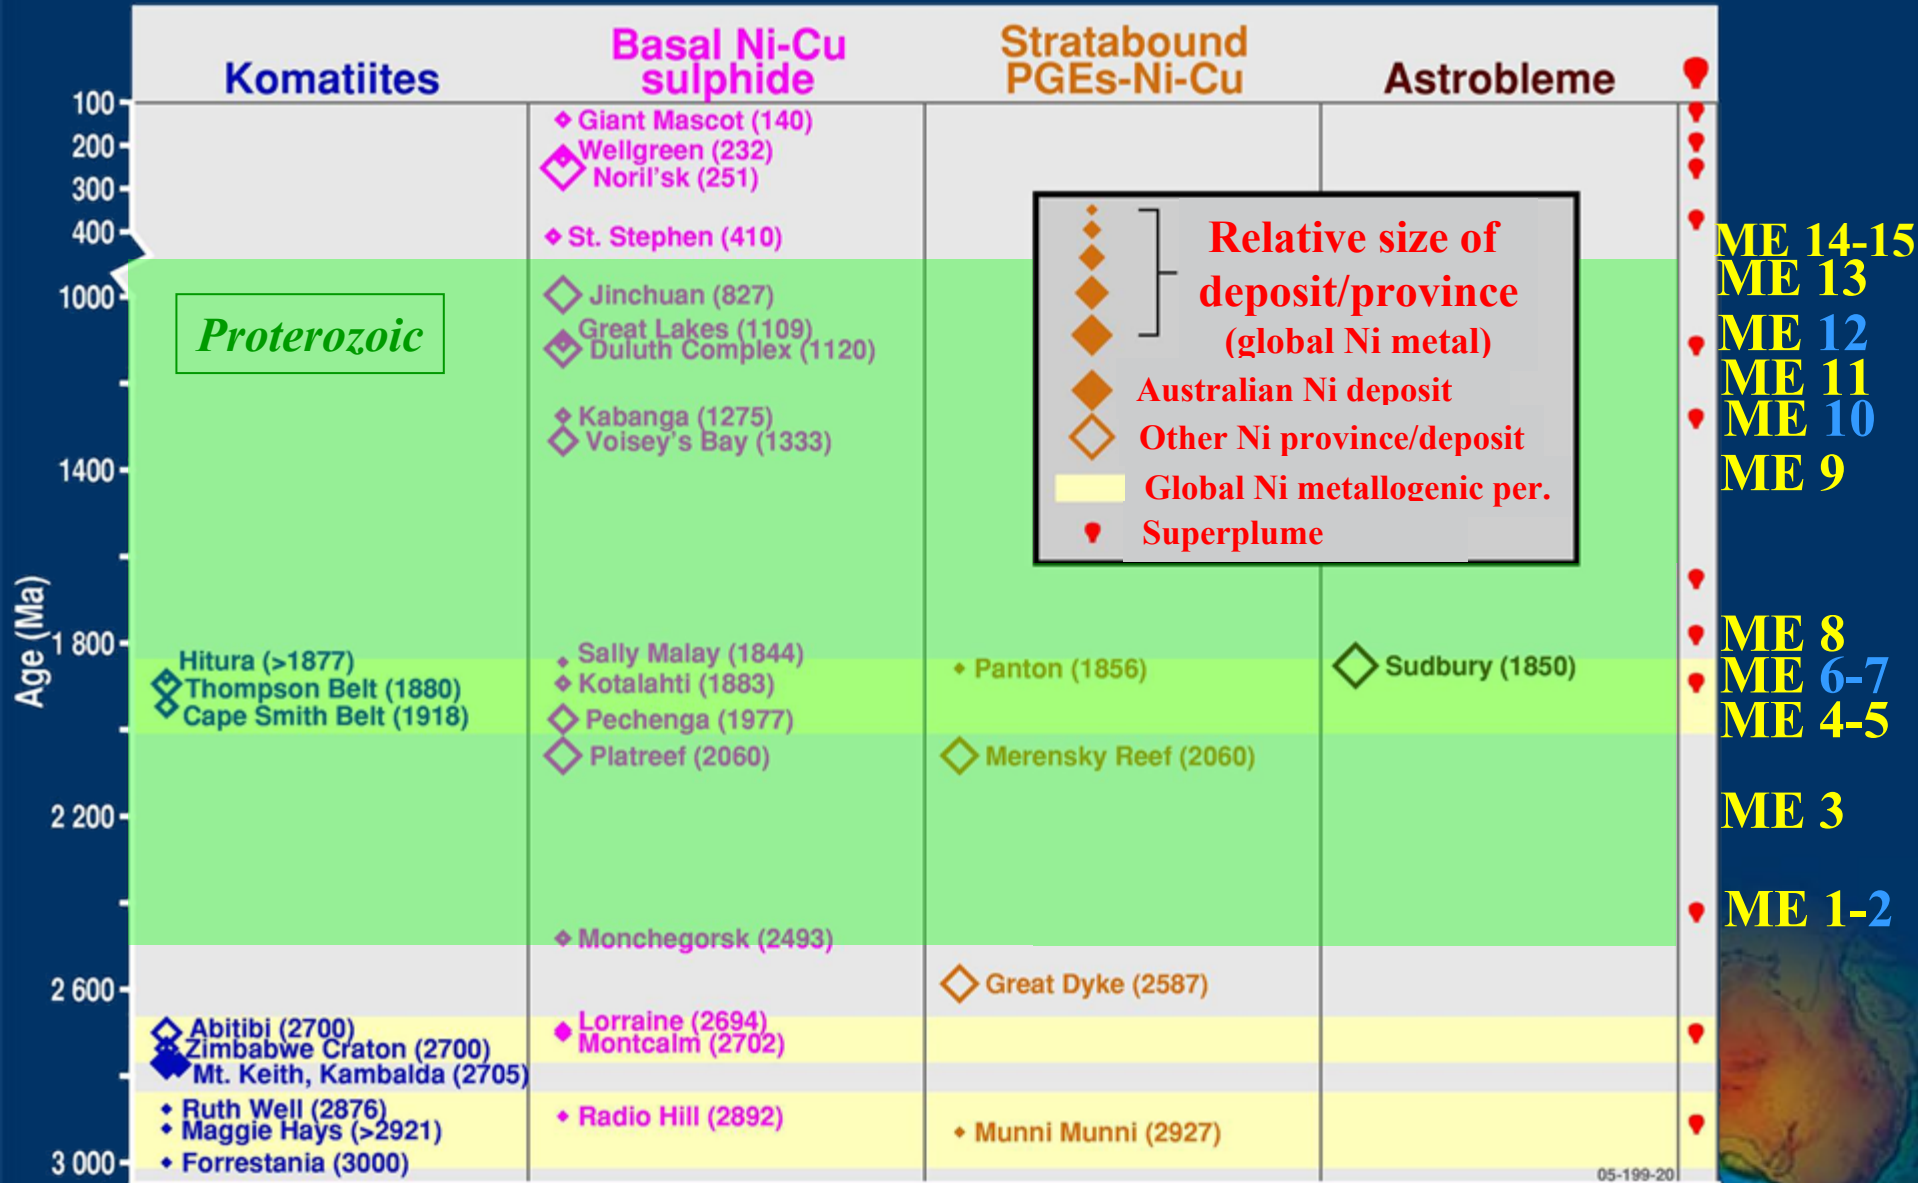 Komatiites
Basal Ni-Cu
sulphide
Stratabound
PGEs-Ni-Cu
Astrobleme
100
200
300
400
1000
1400
1 800
2 200
2 600
3 000
Age (Ma)
Proterozoic
Hitura (>1877)
Thompson Belt (1880)
Cape Smith Belt (1918)
Abitibi (2700)
Zimbabwe Craton (2700)
Mt. Keith, Kambalda (2705)
Ruth Well (2876)
Maggie Hays (>2921)
Forrestania (3000)
Giant Mascot (140)
Wellgreen (232)
Noril'sk (251)
St. Stephen (410)
Jinchuan (827)
Great Lakes (1109)
Duluth Complex (1120)
Kabanga (1275)
Voisey's Bay (1333)
Sally Malay (1844)
Kotalahti (1883)
Pechenga (1977)
Platreef (2060)
Monchegorsk (2493)
Lorraine (2694)
Montcalm (2702)
Radio Hill (2892)
Panton (1856)
Merensky Reef (2060)
Great Dyke (2587)
Munni Munni (2927)
Sudbury (1850)
Relative size of
deposit/province
(global Ni metal)
Australian Ni deposit
Other Ni province/deposit
Global Ni metallogenic per.
Superplume
ME 14-15
ME 13
ME 12
ME 11
ME 10
ME 9
ME 8
ME 6-7
ME 4-5
ME 3
ME 1-2
05-199-20